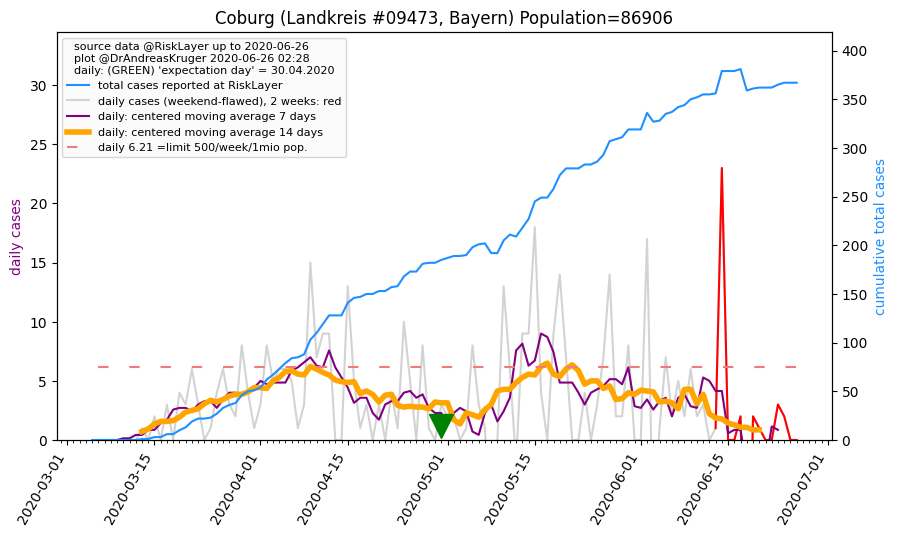 Coburg (Landkreis #09473, Bayern) Population=86906
source data @RiskLayer up to 2020-06-26
plot @DrAndreasKruger 2020-06-26 02:28
daily: (GREEN) 'expectation day' = 30.04.2020
total cases reported at RiskLayer
daily cases (weekend-flawed), 2 weeks: red
daily: centered moving average 7 days
daily: centered moving average 14 days
daily 6.21 =limit 500/week/1mio pop.
daily cases
0
5
10
15
20
25
30
cumulative total cases
0
50
100
150
200
250
300
350
400
2020-03-01
2020-03-15
2020-04-01
2020-04-15
2020-05-01
2020-05-15
2020-06-01
2020-06-15
2020-07-01